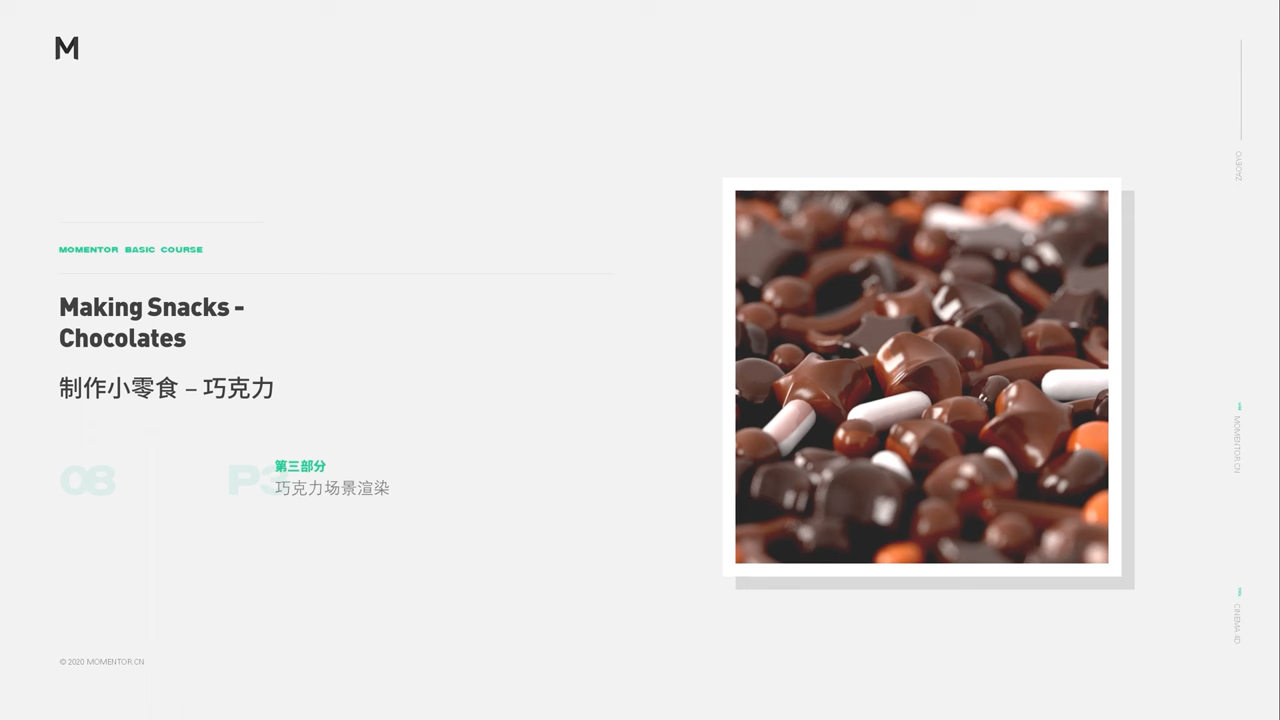 M
MOMENTOR BASIC COURSE
Making Snacks -
Chocolates
制作小零食 – 巧克力
08
P3
第三部分
巧克力场景渲染
© 2020 MOMENTOR.CN
MOMENTOR.CN
CINEMA 4D